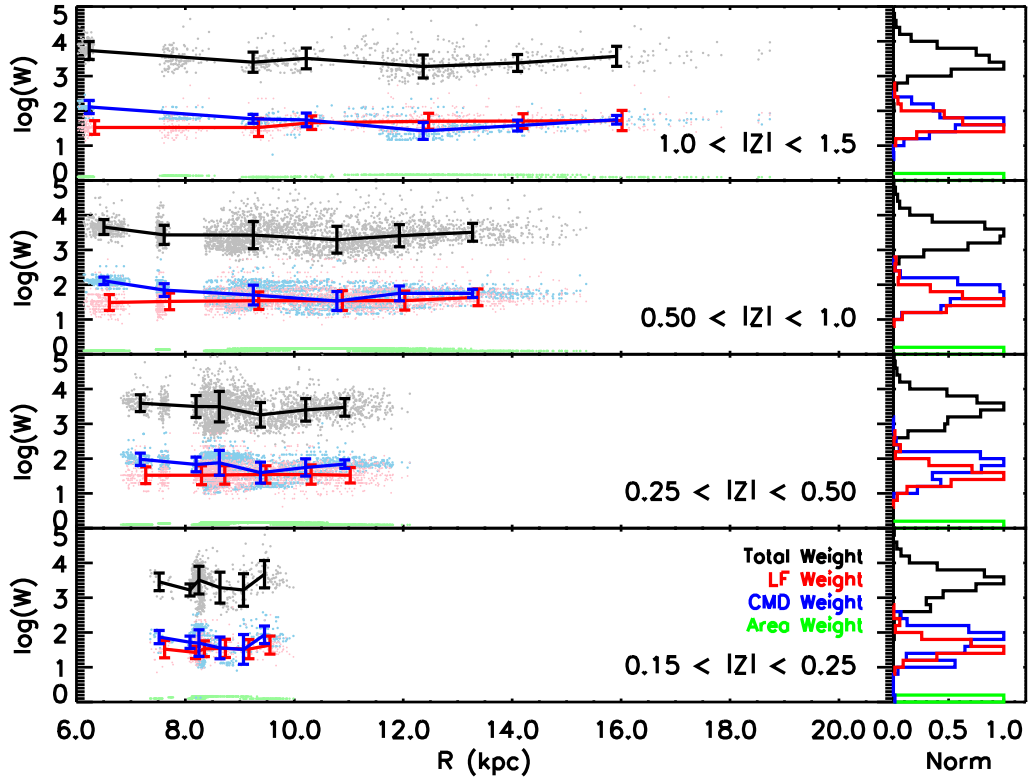 5
4
3
2
1
0
log(W)
1.0 < |Z| < 1.5
5
4
3
2
1
0
log(W)
0.50 < |Z| < 1.0
5
4
3
2
1
0
log(W)
0.25 < |Z| < 0.50
5
4
3
2
1
0
log(W)
Total Weight
LF Weight
CMD Weight
Area Weight
0.15 < |Z| < 0.25
6.0 8.0 10.0 12.0 14.0 16.0 18.0 20.0
R (kpc)
0.0 0.5 1.0
Norm